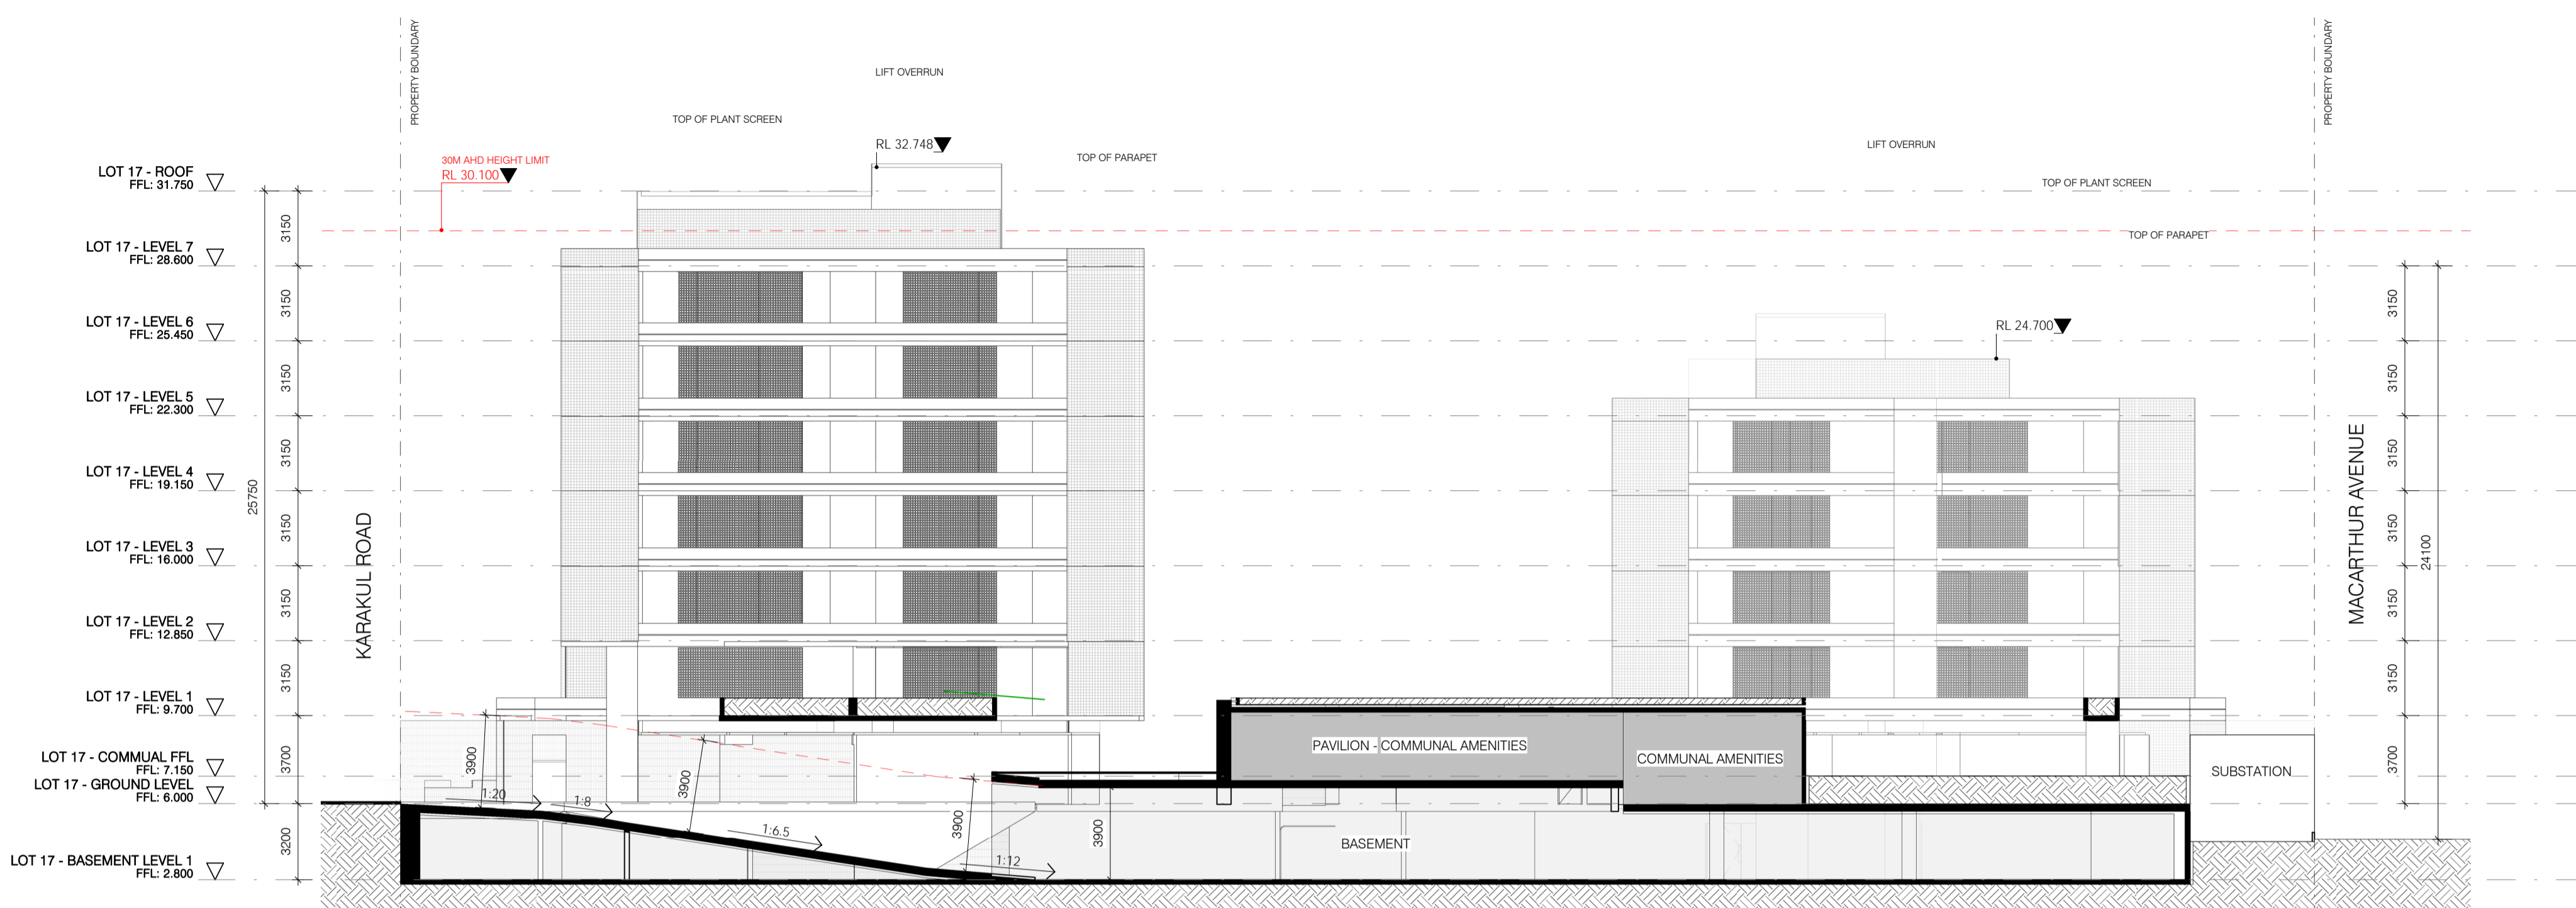 PROPERTY BOUNDARY
PROPERTY BOUNDARY
LIFT OVERRUN
TOP OF PLANT SCREEN
RL 32.748
TOP OF PARAPET
LIFT OVERRUN
TOP OF PLANT SCREEN
TOP OF PARAPET
30M AHD HEIGHT LIMIT
RL 30.100
RL 24.700
LOT 17 - ROOF
FFL: 31.750
LOT 17 - LEVEL 7
FFL: 28.600
LOT 17 - LEVEL 6
FFL: 25.450
LOT 17 - LEVEL 5
FFL: 22.300
LOT 17 - LEVEL 4
FFL: 19.150
LOT 17 - LEVEL 3
FFL: 16.000
LOT 17 - LEVEL 2
FFL: 12.850
LOT 17 - LEVEL 1
FFL: 9.700
LOT 17 - COMMUAL FFL
FFL: 7.150
LOT 17 - GROUND LEVEL
FFL: 6.000
LOT 17 - BASEMENT LEVEL 1
FFL: 2.800
25750
3150
3150
3150
3150
3150
3150
3150
3700
3200
KARAKUL ROAD
3900
3900
3900
3900
1:20
1:8
1:6.5
1:12
PAVILION - COMMUNAL AMENITIES
COMMUNAL AMENITIES
BASEMENT
SUBSTATION
MACARTHUR AVENUE
3150
3150
3150
3150
3150
3150
3700
24100